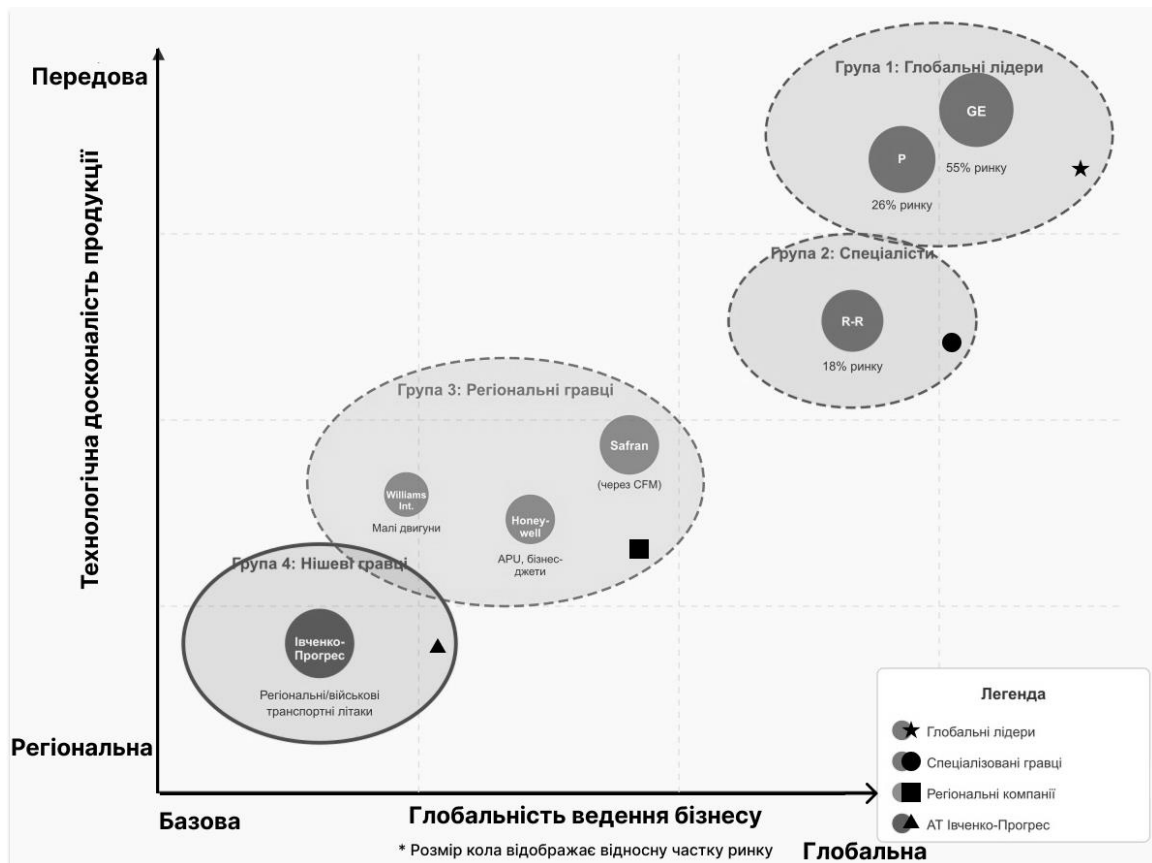 Передова
Технологічна досконалість продукції
Регіональна
Група 1: Глобальні лідери
GE
55% ринку
P
26% ринку
Група 2: Спеціалісти
R-R
18% ринку
Група 3: Регіональні гравці
Safran
(через CFM)
Williams
Int.
Малі двигуни
Honey-
well
APU, бізнес-
джети
Група 4: Нішеві гравці
Івченко-
Прогрес
Регіональні/військові
транспортні літаки
Легенда
Глобальні лідери
Спеціалізовані гравці
Регіональні компанії
АТ Івченко-Прогрес
Базова
Глобальність ведення бізнесу
Глобальна
* Розмір кола відображає відносну частку ринку